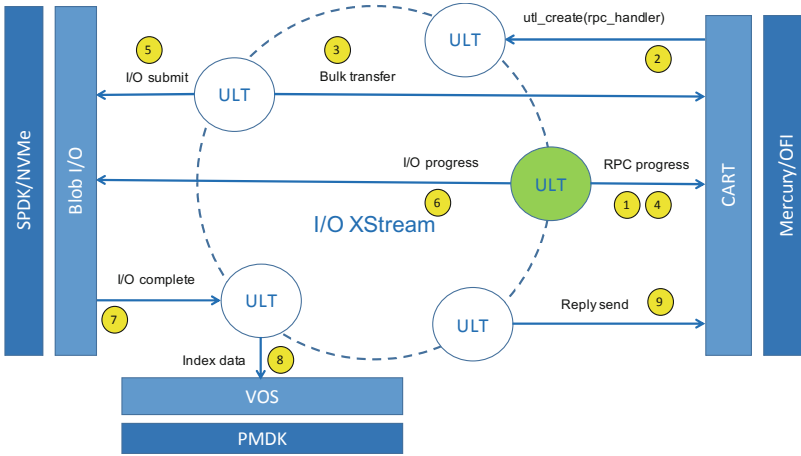 utl_create(rpc_handler)
ULT
2
5
3
I/O submit
Bulk transfer
ULT
SPDK/NVMe
Blob I/O
CART
Mercury/OFI
I/O progress
RPC progress
ULT
6
1 4
I/O XStream
I/O complete
ULT
7
Reply send
9
ULT
Index data
8
VOS
PMDK